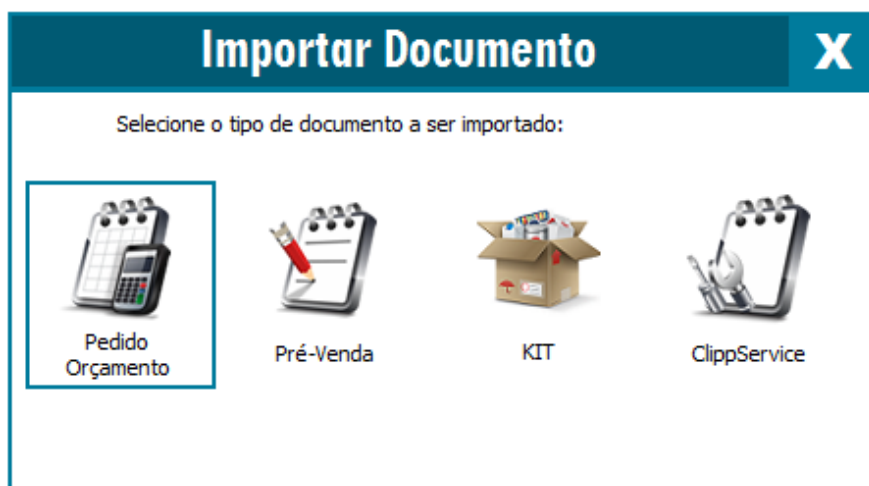 Importar Documento X
Selecione o tipo de documento a ser importado:
Pedido
Orçamento
Pré-Venda
KIT
ClippService